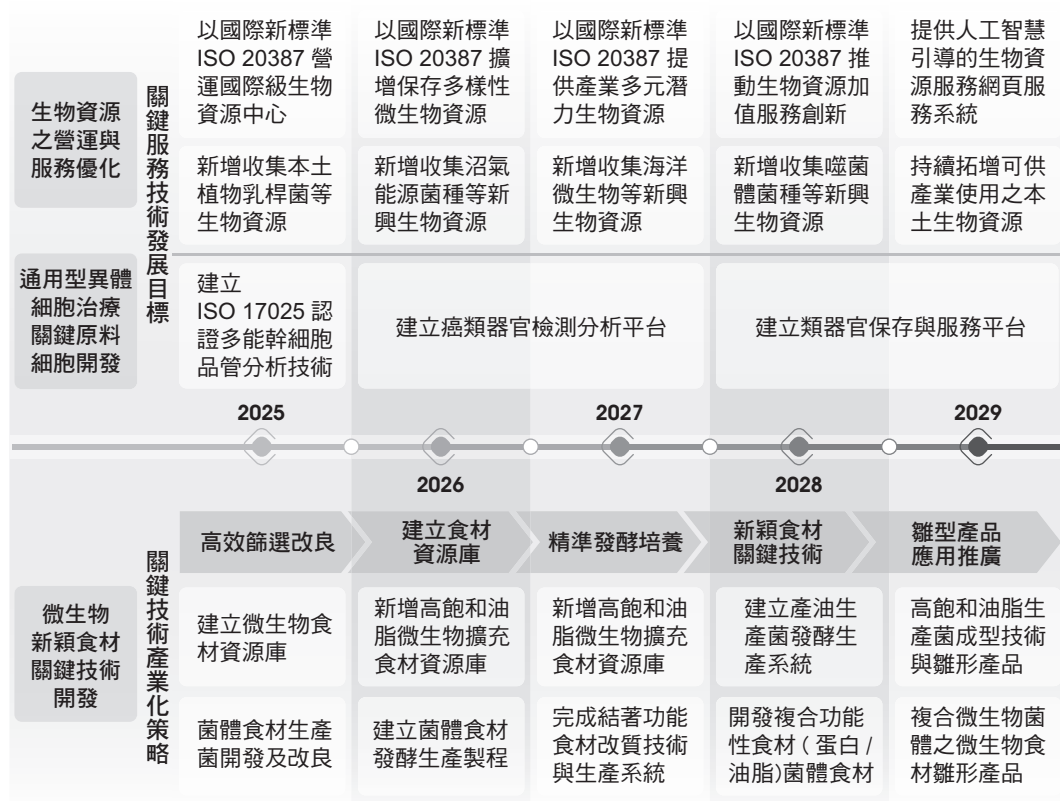 生物資源
之營運與
服務優化
關鍵服務技術發展目標
以國際新標準
ISO 20387 營
運國際級生物
資源中心
以國際新標準
ISO 20387 擴
增保存多樣性
微生物資源
以國際新標準
ISO 20387 提
供產業多元潛
力生物資源
以國際新標準
ISO 20387 推
動生物資源加
值服務創新
提供人工智慧
引導的生物資
源服務網頁服
務系統
新增收集本土
植物乳桿菌等
生物資源
新增收集沼氣
能源菌種等新
興生物資源
新增收集海洋
微生物等新興
生物資源
新增收集噬菌
體菌種等新興
生物資源
持續拓增可供
產業使用之本
土生物資源
通用型異體
細胞治療
關鍵原料
細胞開發
建立
ISO 17025 認
證多能幹細胞
品管分析技術
建立癌類器官檢測分析平台
建立類器官保存與服務平台
2025
2027
2029
2026
2028
關鍵技術產業化策略
高效篩選改良
建立食材
資源庫
精準發酵培養
新穎食材
關鍵技術
雛型產品
應用推廣
微生物
新穎食材
關鍵技術
開發
建立微生物食
材資源庫
新增高飽和油
脂微生物擴充
食材資源庫
新增高飽和油
脂微生物擴充
食材資源庫
建立產油生
產菌發酵生
產系統
高飽和油脂生
產菌成型技術
與雛形產品
菌體食材生產
菌開發及改良
建立菌體食材
發酵生產製程
完成結著功能
食材改質技術
與生產系統
開發複合功能
性食材 ( 蛋白 /
油脂)菌體食材
複合微生物菌
體之微生物食
材雛形產品